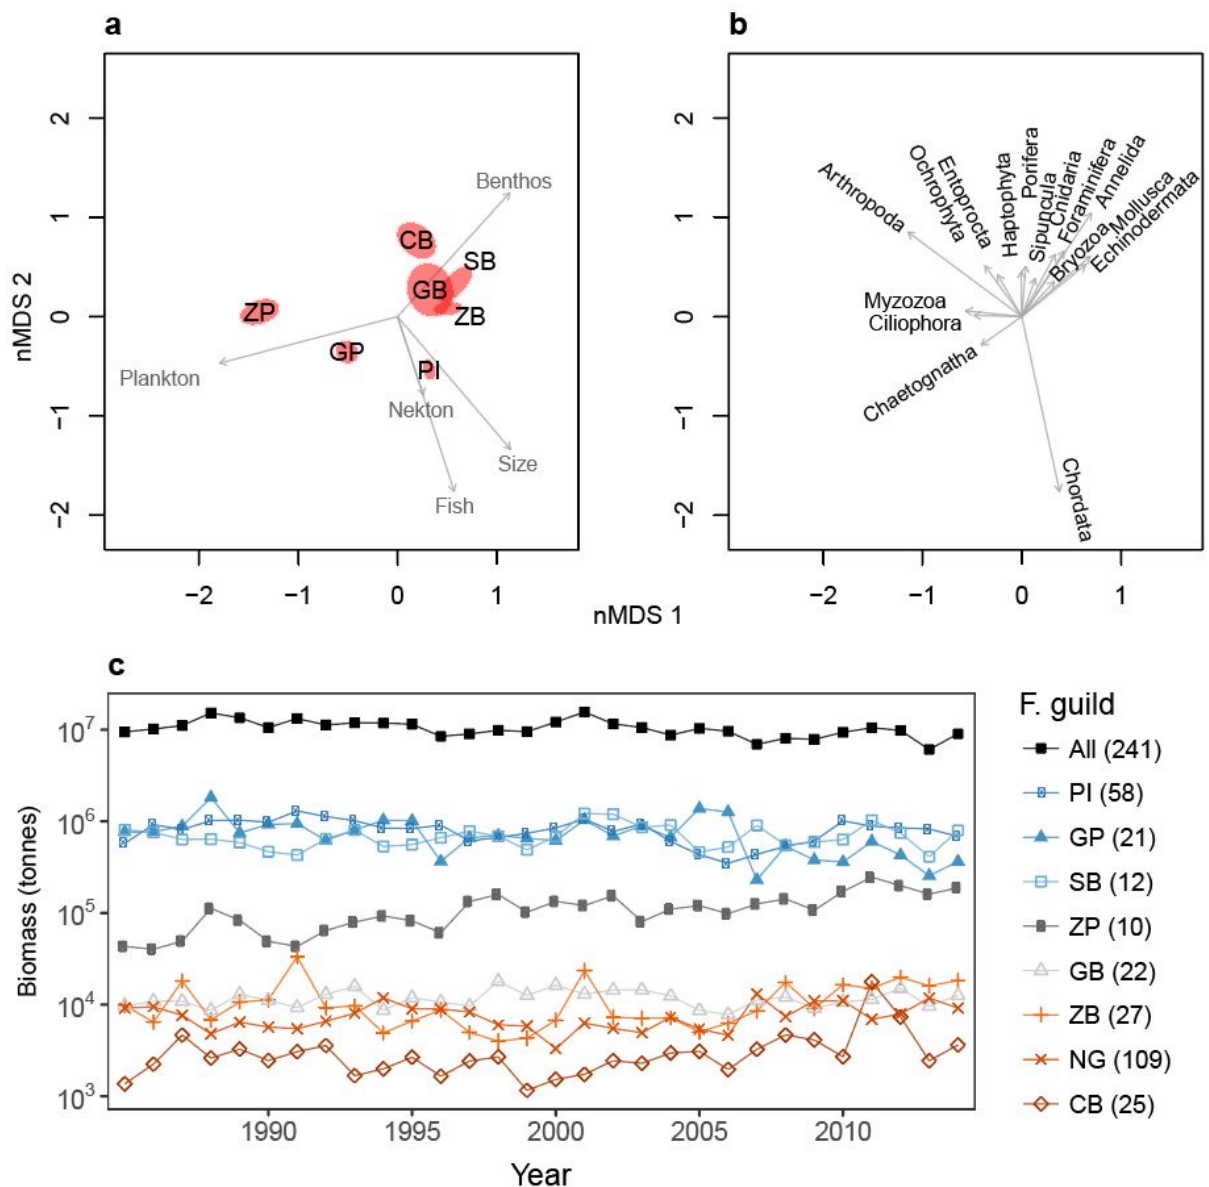 a
b
2
1
0
−1
−2
nMDS 2
Benthos
CB
SB
GB
ZB
ZP
GP
PI
Plankton
Nekton
Size
Fish
−2
−1
0
1
2
1
0
−1
−2
Arthropoda
Ochrophyta
Entoprocta
Haptophyta
Porifera
Sipuncula
Cnidaria
Foraminifera
Annelida
Bryozoa
Mollusca
Echinodermata
Myzozoa
Ciliophora
Chaetognatha
Chordata
−2
−1
0
1
nMDS 1
c
Biomass (tonnes)
10⁷
10⁶
10⁵
10⁴
10³
1990
1995
2000
2005
2010
Year
F. guild
All (241)
PI (58)
GP (21)
SB (12)
ZP (10)
GB (22)
ZB (27)
NG (109)
CB (25)